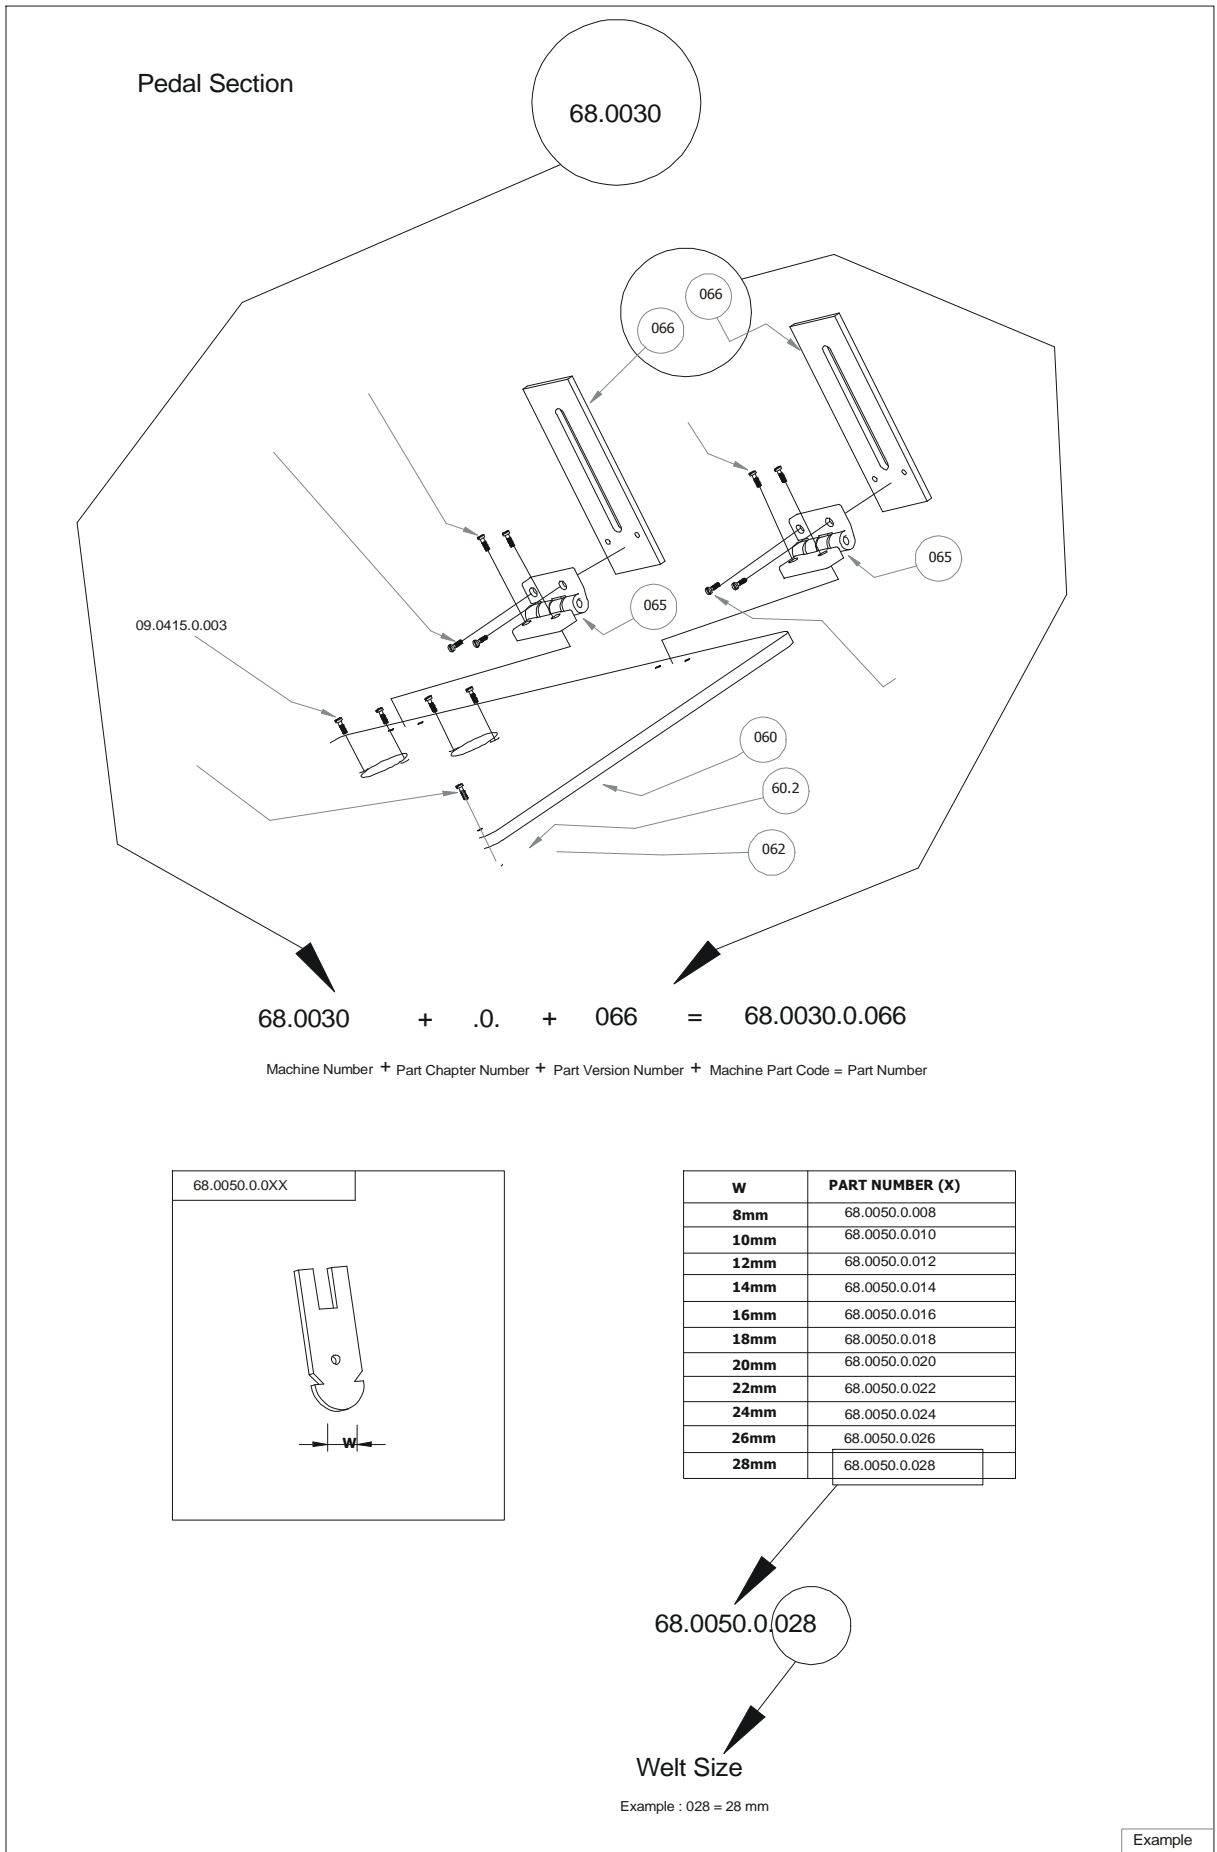 Pedal Section
68.0030
066
066
065
065
09.0415.0.003
060
60.2
062
68.0030 + .0. + 066 = 68.0030.0.066
Machine Number + Part Chapter Number + Part Version Number + Machine Part Code = Part Number
68.0050.0.0XX
W
W PART NUMBER (X)
8mm 68.0050.0.008
10mm 68.0050.0.010
12mm 68.0050.0.012
14mm 68.0050.0.014
16mm 68.0050.0.016
18mm 68.0050.0.018
20mm 68.0050.0.020
22mm 68.0050.0.022
24mm 68.0050.0.024
26mm 68.0050.0.026
28mm 68.0050.0.028
68.0050.0.028
Welt Size
Example : 028 = 28 mm
Example